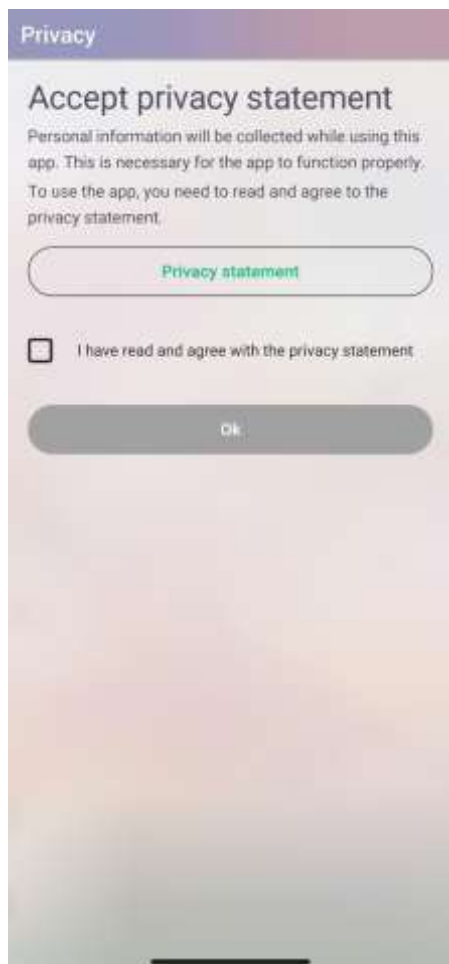 Privacy
Accept privacy statement
Personal information will be collected while using this
app. This is necessary for the app to function properly.
To use the app, you need to read and agree to the
privacy statement.
Privacy statement
I have read and agree with the privacy statement
Ok